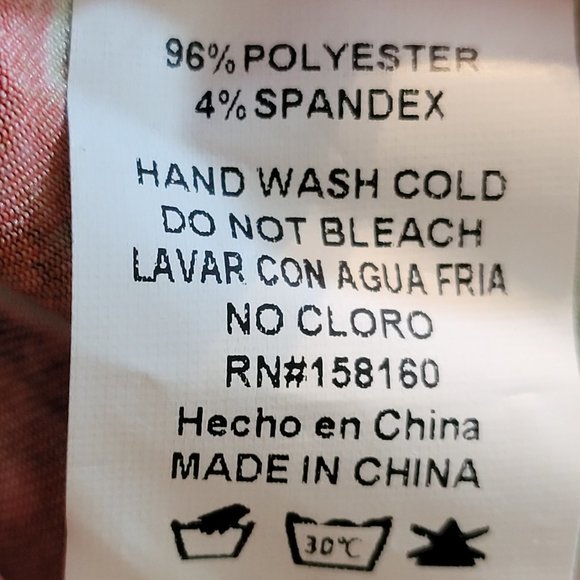 96% POLYESTER
4% SPANDEX
HAND WASH COLD
DO NOT BLEACH
LAVAR CON AGUA FRIA
NO CLORO
RN#158160
Hecho en China
MADE IN CHINA
30℃